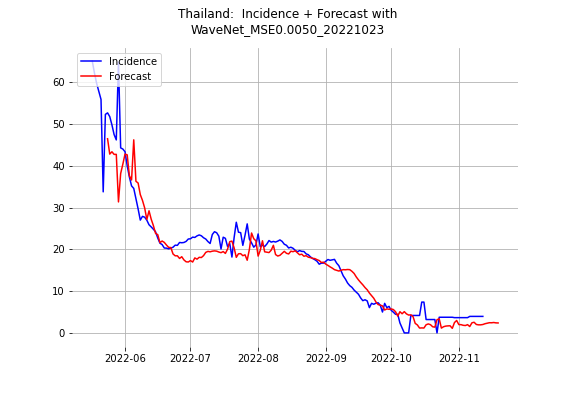 Thailand:  Incidence + Forecast with
WaveNet_MSE0.0050_20221023
Incidence
Forecast
60
50
40
30
20
10
0
2022-06 2022-07 2022-08 2022-09 2022-10 2022-11